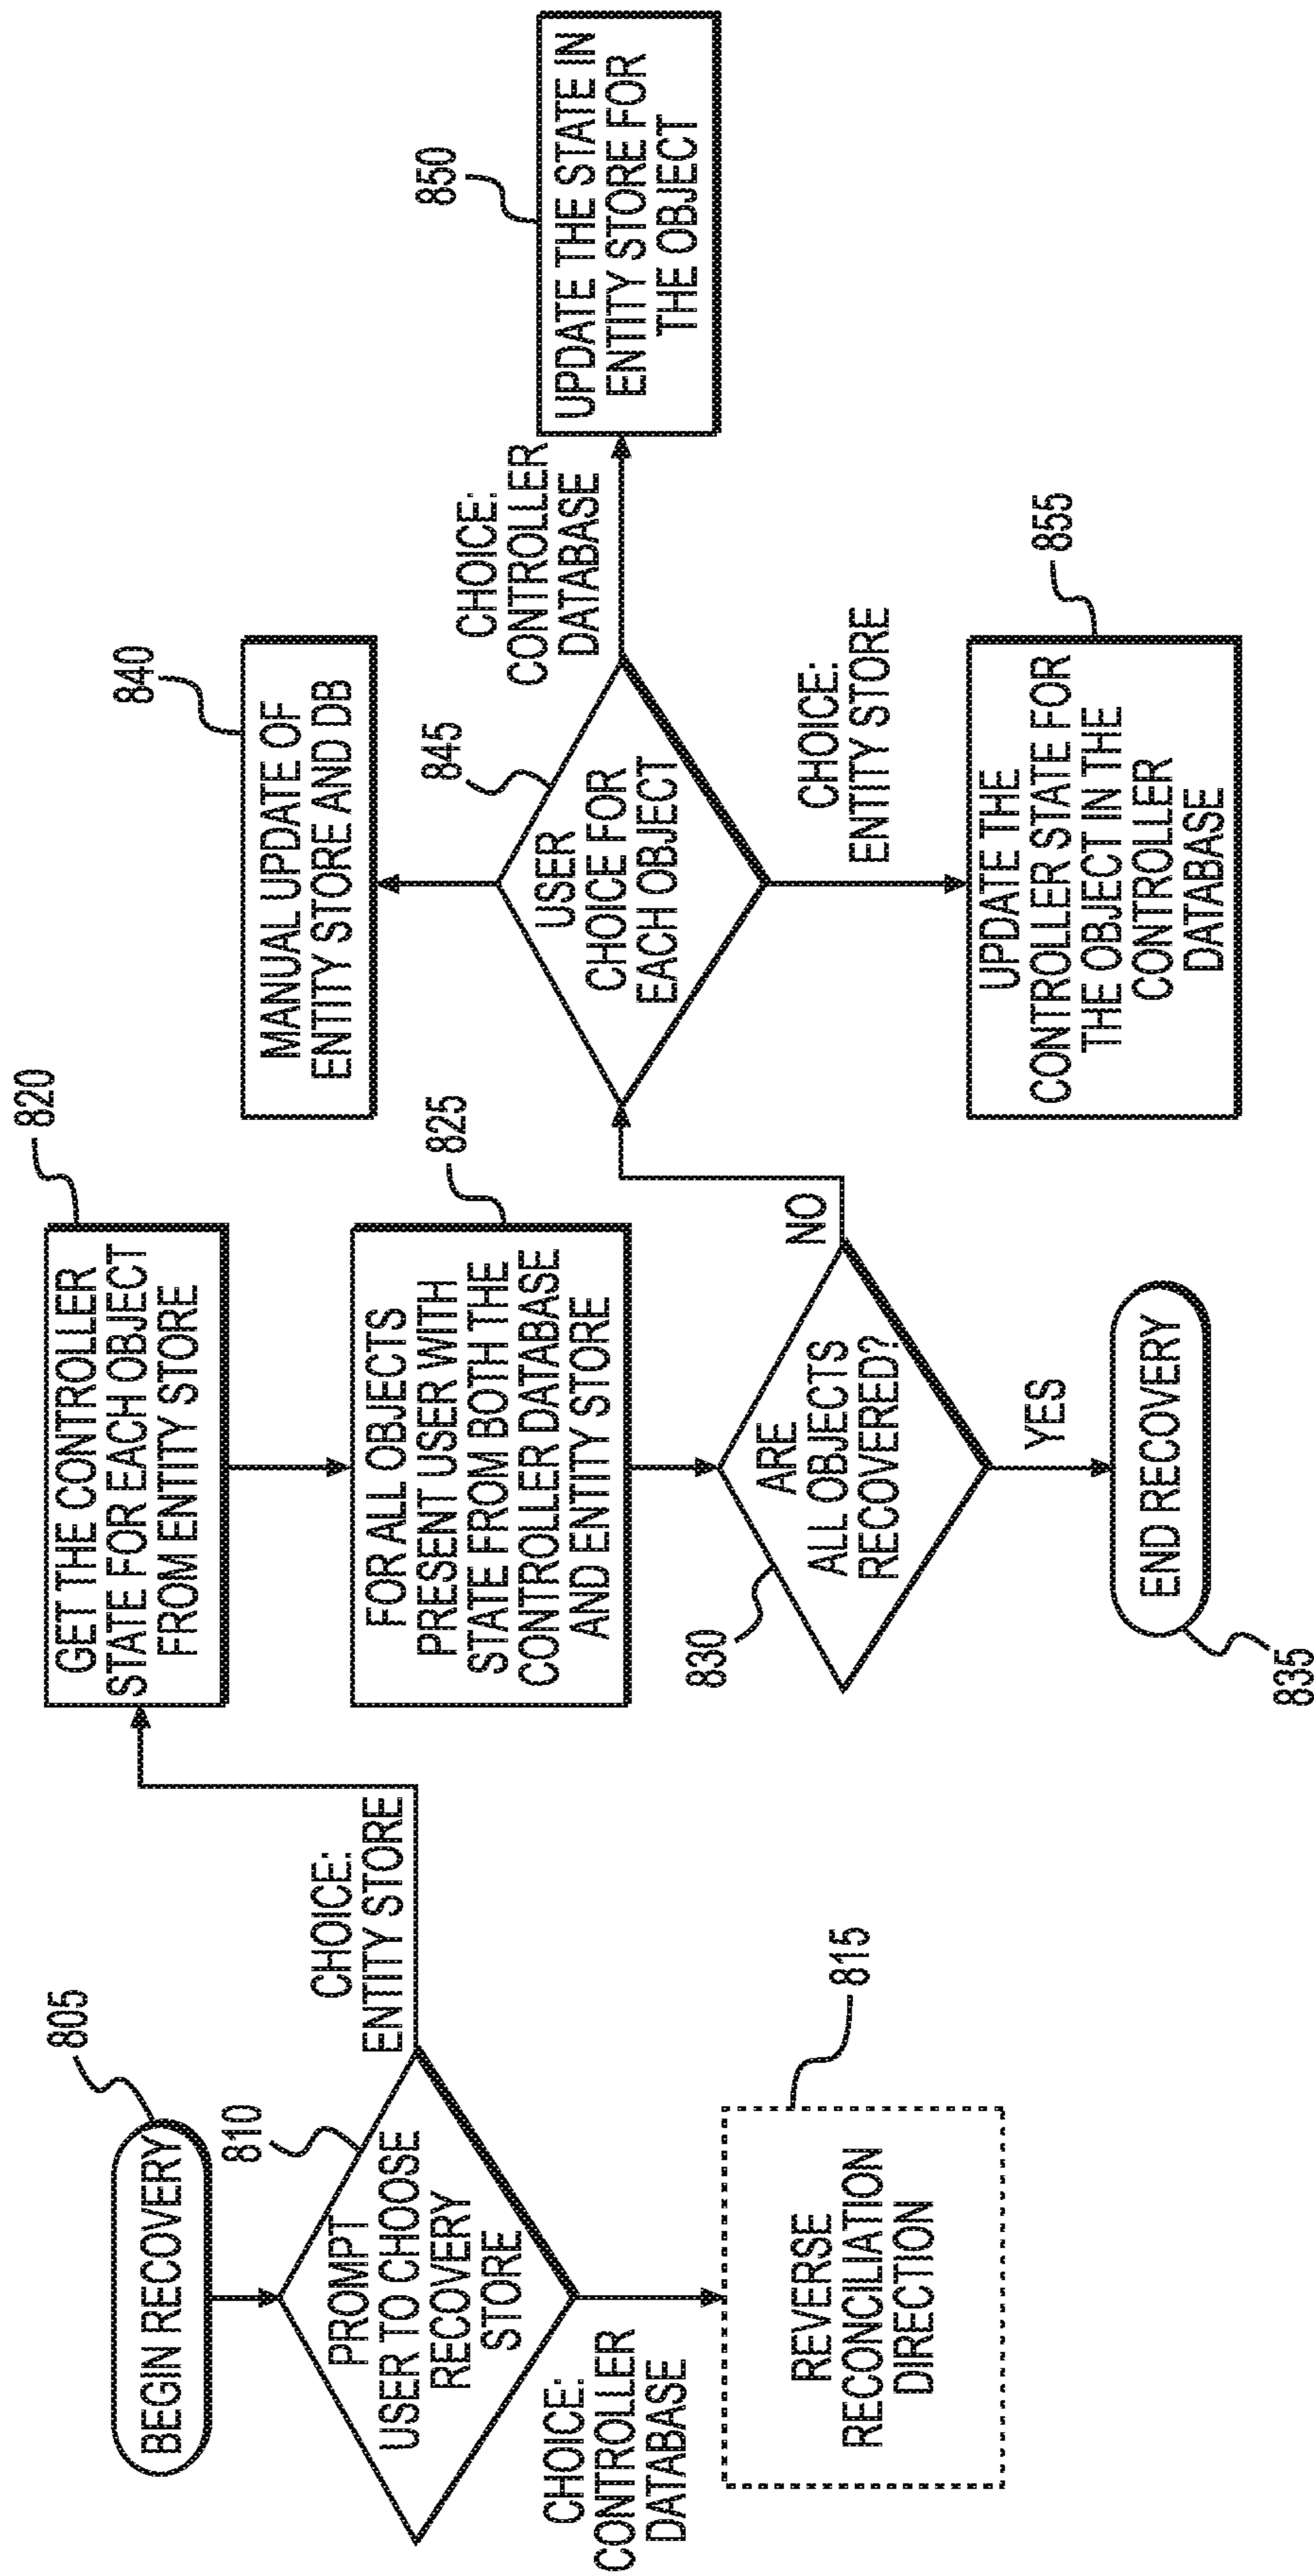 805
BEGIN RECOVERY
810
PROMPT
USER TO CHOOSE
RECOVERY
STORE
CHOICE:
ENTITY STORE
CHOICE:
CONTROLLER
DATABASE
815
REVERSE
RECONCILIATION
DIRECTION
820
GET THE CONTROLLER
STATE FOR EACH OBJECT
FROM ENTITY STORE
825
FOR ALL OBJECTS
PRESENT USER WITH
STATE FROM BOTH THE
CONTROLLER DATABASE
AND ENTITY STORE
830
ARE
ALL OBJECTS
RECOVERED?
NO
YES
END RECOVERY
835
840
MANUAL UPDATE OF
ENTITY STORE AND DB
845
USER
CHOICE FOR
EACH OBJECT
CHOICE:
CONTROLLER
DATABASE
CHOICE:
ENTITY STORE
850
UPDATE THE STATE IN
ENTITY STORE FOR
THE OBJECT
855
UPDATE THE
CONTROLLER STATE FOR
THE OBJECT IN THE
CONTROLLER
DATABASE